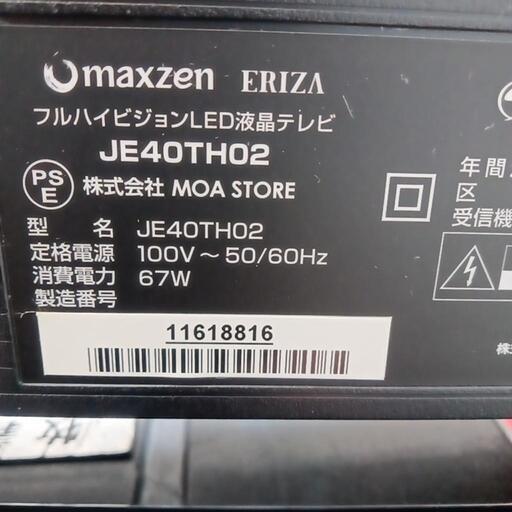 maxzen ERIZA
フルハイビジョンLED液晶テレビ
JE40TH02
PSE 株式会社 MOA STORE
型 名 JE40TH02
定格電源 100V～50/60Hz
消費電力 67W
製造番号
11618816
年間
区
受信機
株